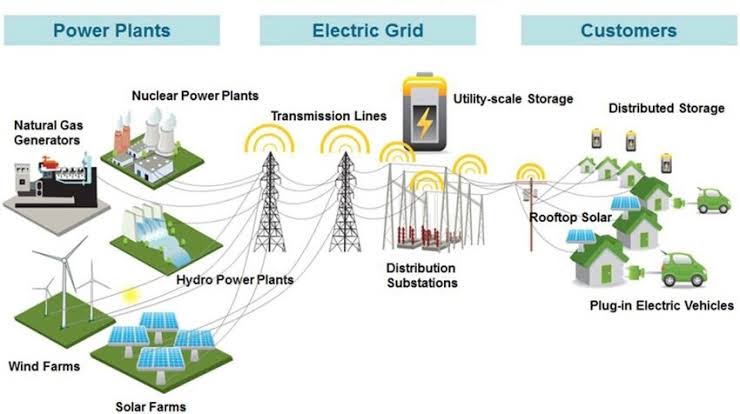 Power Plants
Electric Grid
Customers
Nuclear Power Plants
Natural Gas
Generators
Transmission Lines
Utility-scale Storage
Distributed Storage
Rooftop Solar
Hydro Power Plants
Distribution
Substations
Plug-in Electric Vehicles
Wind Farms
Solar Farms